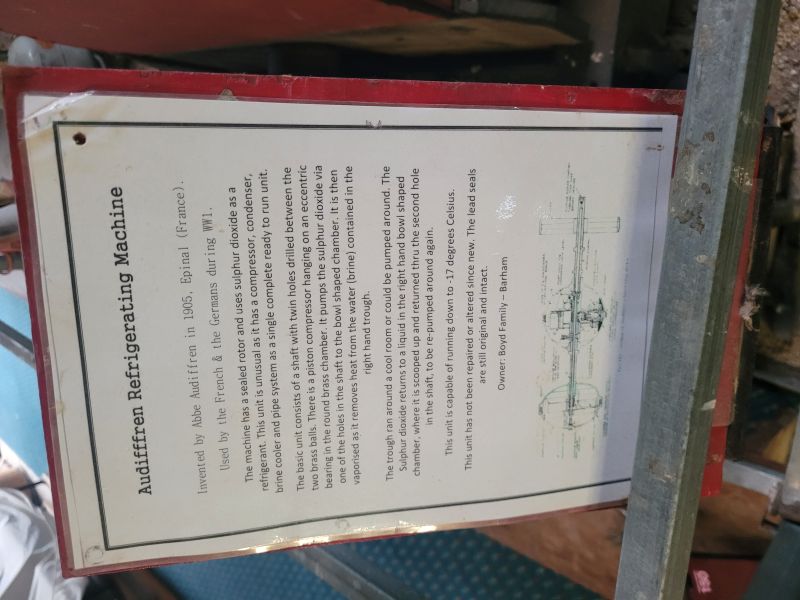 Audifffren Refrigerating Machine
Invented by Abbe Audiffren in 1905, Epinal (France).
Used by the French & the Germans during WW1.
The machine has a sealed rotor and uses sulphur dioxide as a
refrigerant. This unit is unusual as it has a compressor, condenser,
brine cooler and pipe system as a single complete ready to run unit.
The basic unit consists of a shaft with twin holes drilled between the
two brass balls. There is a piston compressor hanging on an eccentric
bearing in the round brass chamber. It pumps the sulphur dioxide via
one of the holes in the shaft to the bowl shaped chamber. It is then
vaporised as it removes heat from the water (brine) contained in the
right hand trough.
The trough ran around a cool room or could be pumped around. The
Sulphur dioxide returns to a liquid in the right hand bowl shaped
chamber, where it is scooped up and returned thru the second hole
in the shaft, to be re-pumped around again.
This unit is capable of running down to -17 degrees Celsius.
This unit has not been repaired or altered since new. The lead seals
are still original and intact.
Owner: Boyd Family – Barham